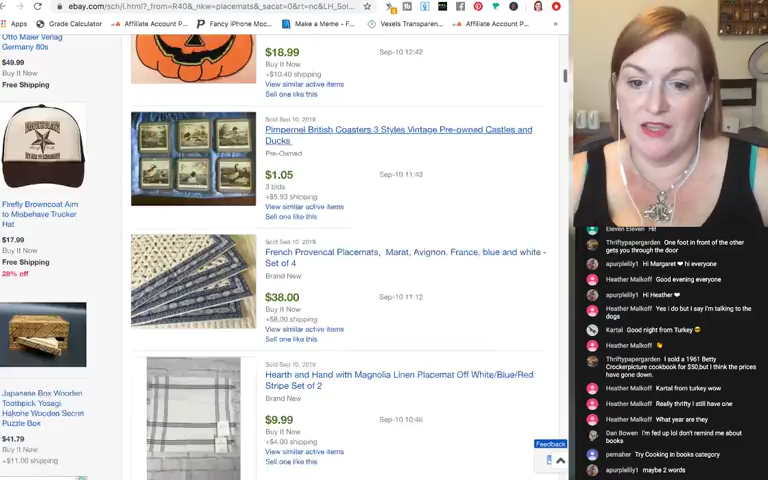 ebay.com/sch/i.html?_from=R40&_nkw=placemats&_sacat=0&rt=nc&LH_Sol...
Apps
Grade Calculator
Affiliate Account P...
Fancy iPhone Moc...
Make a Meme - F...
Vexels Transparen...
Affiliate Account P...
Otto Maier Verlag
Germany 80s
$49.99
Buy It Now
Free Shipping
Firefly Browncoat Aim
to Misbehave Trucker
Hat
$17.99
Buy It Now
Free Shipping
28% off
Japanese Box Wooden
Toothpick Yosegi
Hakone Wooden Secret
Puzzle Box
$41.79
Buy It Now
+$11.00 shipping
$18.99
Sep-10 12:42
Buy It Now
+$10.40 shipping
View similar active items
Sell one like this
Sold Sep 10, 2019
Pimpernel British Coasters 3 Styles Vintage Pre-owned Castles and
Ducks
Pre-Owned
$1.05
Sep-10 11:43
3 bids
+$5.93 shipping
View similar active items
Sell one like this
French Provencal Placemats, Marat, Avignon. France, blue and white -
Set of 4
Brand New
$38.00
Sep-10 11:12
Buy It Now
+$8.00 shipping
View similar active items
Sell one like this
Sold Sep 10, 2019
Hearth and Hand with Magnolia Linen Placemat Off White/Blue/Red
Stripe Set of 2
Brand New
$9.99
Sep-10 10:46
Buy It Now
+$4.00 shipping
View similar active items
Sell one like this
Feedback
Eleven Eleven Hi!
Thriftypapergarden One foot in front of the other
gets you through the door
apurplelily1 Hi Margaret ❤ hi everyone
Heather Malkoff Good evening everyone
apurplelily1 Hi Heather ❤
Heather Malkoff Yes i do but I say I'm talking to the
dogs
Kartal Good night from Turkey 😎
Heather Malkoff 👋
Thriftypapergarden I sold a 1961 Betty
Crockerpicture cookbook for $50,but I think the prices
have gone down.
Heather Malkoff Kartal from turkey wow
Heather Malkoff Really thrifty I still have one
Heather Malkoff What year are they
Dan Bowen I'm fed up lol don't remind me about
books
pemaher Try Cooking in books category
apurplelily1 maybe 2 words